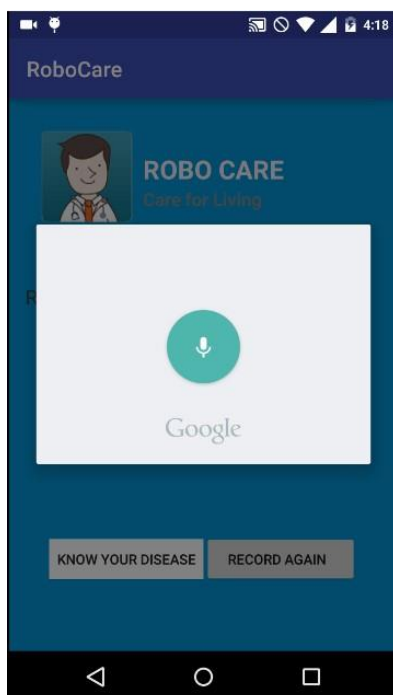 4:18
RoboCare
ROBO CARE
Care for Living
R
Google
KNOW YOUR DISEASE RECORD AGAIN